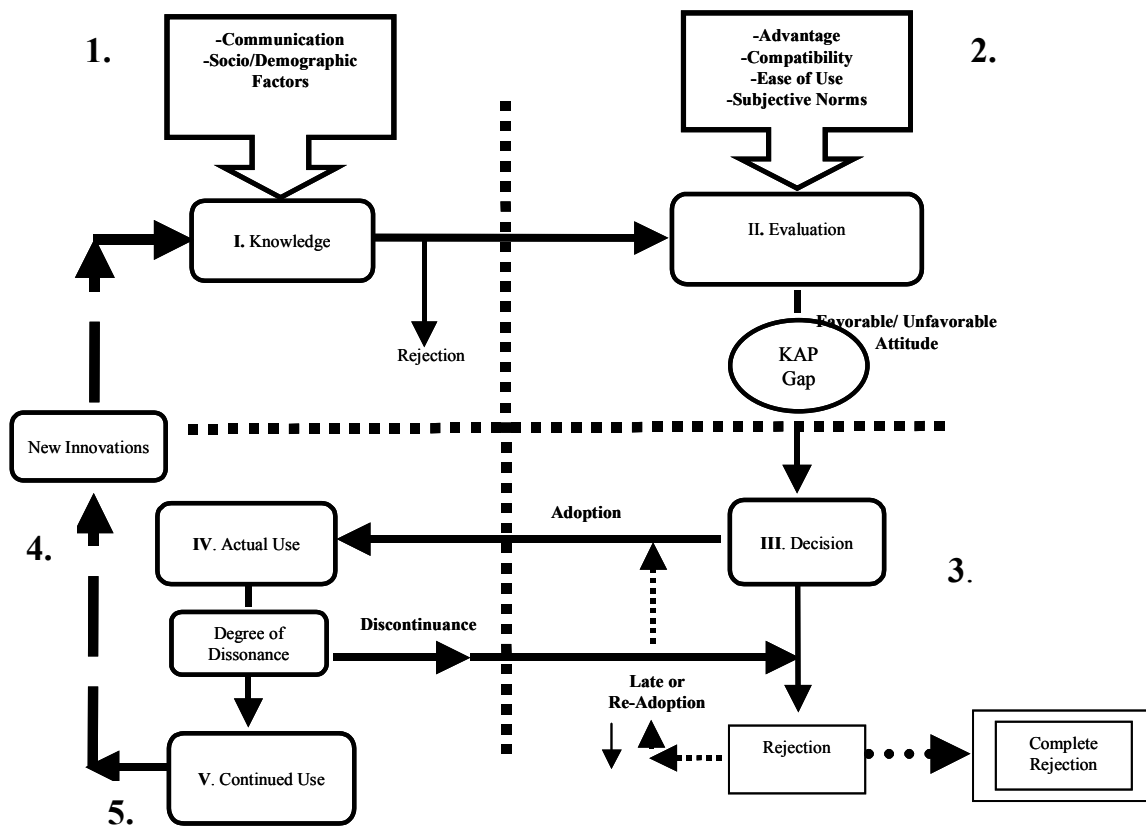 1.
-Communication
-Socio/Demographic
Factors
-Advantage
-Compatibility
-Ease of Use
-Subjective Norms
2.
I. Knowledge
II. Evaluation
Rejection
Favorable/ Unfavorable
Attitude
KAP
Gap
New Innovations
4.
IV. Actual Use
Adoption
III. Decision
3.
Degree of
Dissonance
Discontinuance
Late or
Re-Adoption
Rejection
Complete
Rejection
V. Continued Use
5.